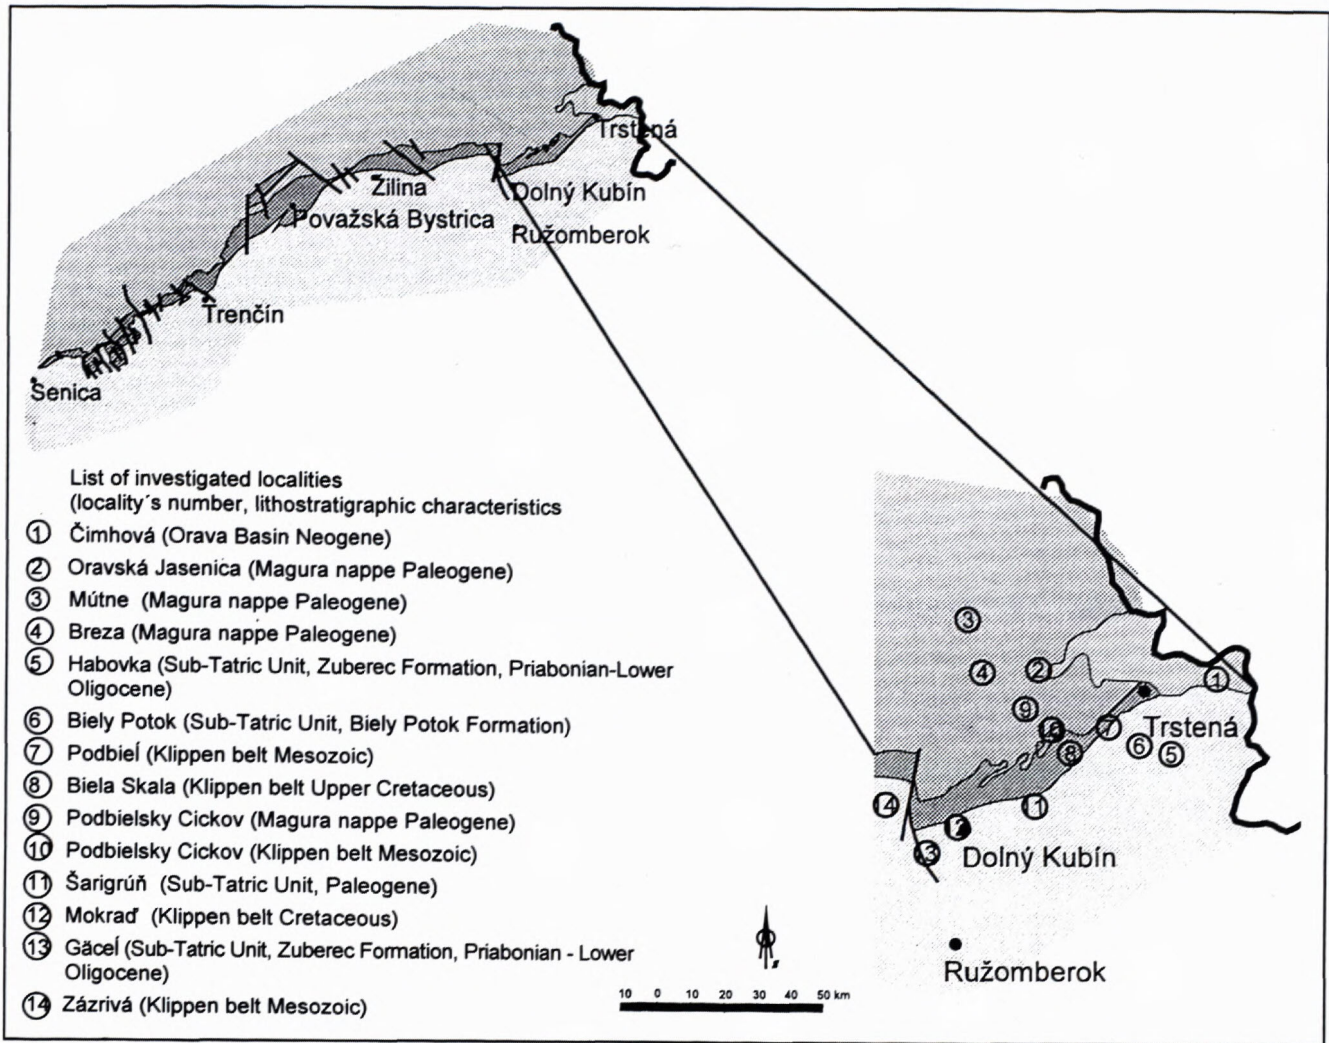 Trstená
Žilina
Dolný Kubín
Považská Bystrica
Ružomberok
Trenčín
Senica
List of investigated localities
(locality´s number, lithostratigraphic characteristics
1 Čimhová (Orava Basin Neogene)
2 Oravská Jasenica (Magura nappe Paleogene)
3 Mútne (Magura nappe Paleogene)
4 Breza (Magura nappe Paleogene)
5 Habovka (Sub-Tatric Unit, Zuberec Formation, Priabonian-Lower
Oligocene)
6 Biely Potok (Sub-Tatric Unit, Biely Potok Formation)
7 Podbieľ (Klippen belt Mesozoic)
8 Biela Skala (Klippen belt Upper Cretaceous)
9 Podbielsky Cickov (Magura nappe Paleogene)
10 Podbielsky Cickov (Klippen belt Mesozoic)
11 Šarigrúň (Sub-Tatric Unit, Paleogene)
12 Mokraď (Klippen belt Cretaceous)
13 Gäceľ (Sub-Tatric Unit, Zuberec Formation, Priabonian - Lower
Oligocene)
14 Zázrivá (Klippen belt Mesozoic)
3
4
2
1
9
10
7
Trstená
8
6
5
14
11
12
13
Dolný Kubín
Ružomberok
10 0 10 20 30 40 50 km